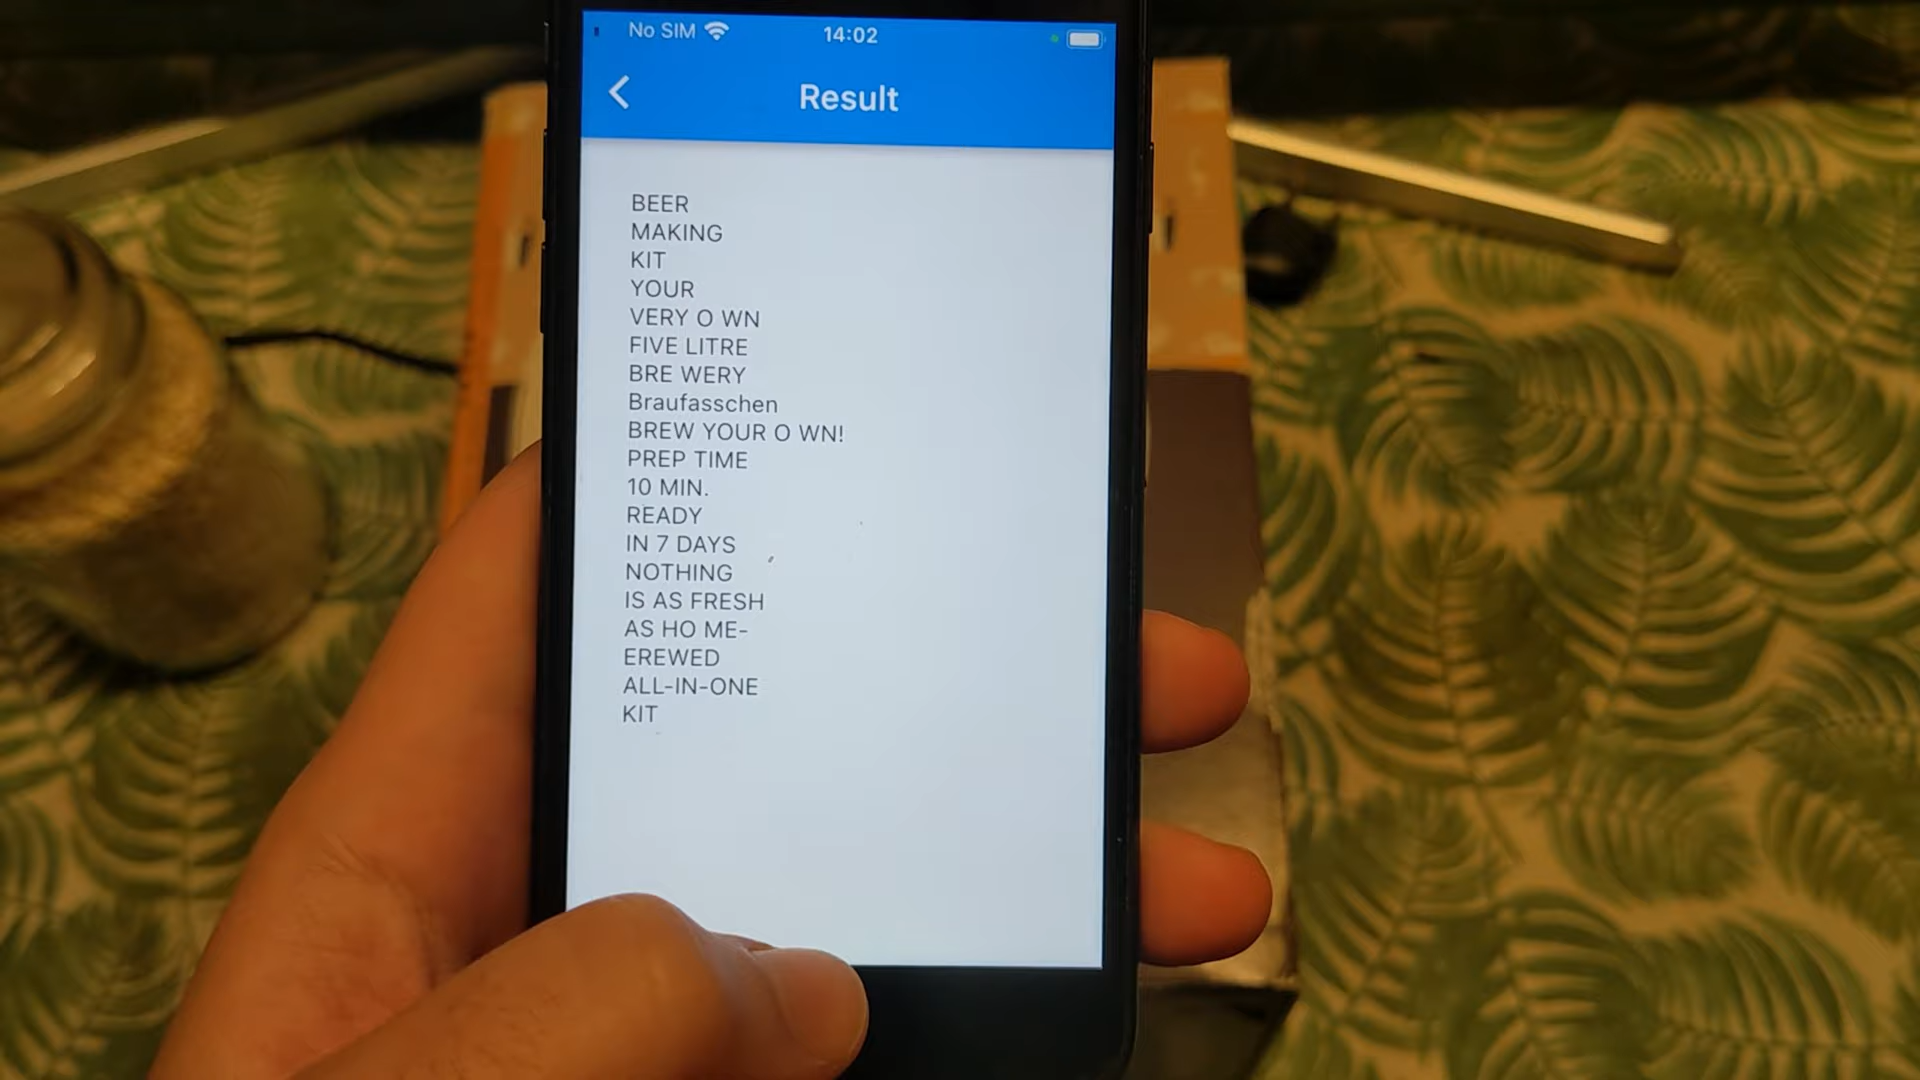 No SIM 14:02
Result
BEER
MAKING
KIT
YOUR
VERY O WN
FIVE LITRE
BRE WERY
Braufasschen
BREW YOUR O WN!
PREP TIME
10 MIN.
READY
IN 7 DAYS
NOTHING
IS AS FRESH
AS HO ME-
EREWED
ALL-IN-ONE
KIT